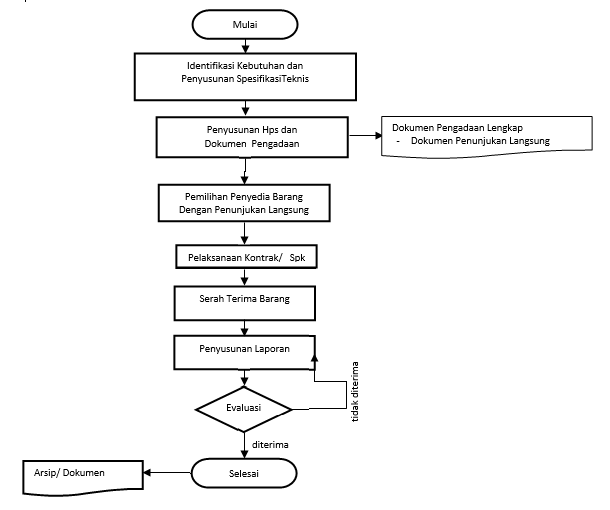 Mulai
Identifikasi Kebutuhan dan
Penyusunan SpesifikasiTeknis
Penyusunan Hps dan
Dokumen Pengadaan
Dokumen Pengadaan Lengkap
- Dokumen Penunjukan Langsung
Pemilihan Penyedia Barang
Dengan Penunjukan Langsung
Pelaksanaan Kontrak/ Spk
Serah Terima Barang
Penyusunan Laporan
tidak diterima
Evaluasi
diterima
Arsip/ Dokumen
Selesai